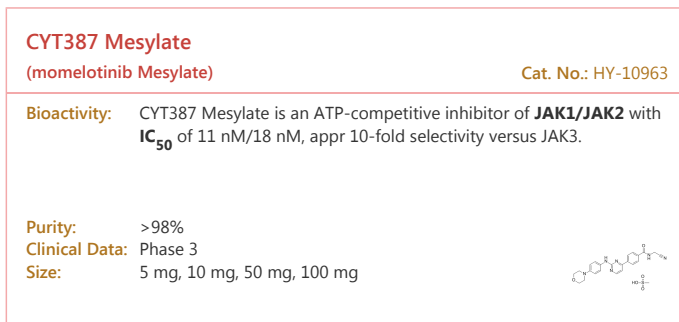 CYT387 Mesylate
(momelotinib Mesylate) Cat. No.: HY-10963
Bioactivity: CYT387 Mesylate is an ATP-competitive inhibitor of JAK1/JAK2 with
IC50 of 11 nM/18 nM, appr 10-fold selectivity versus JAK3.
Purity: >98%
Clinical Data: Phase 3
Size: 5 mg, 10 mg, 50 mg, 100 mg